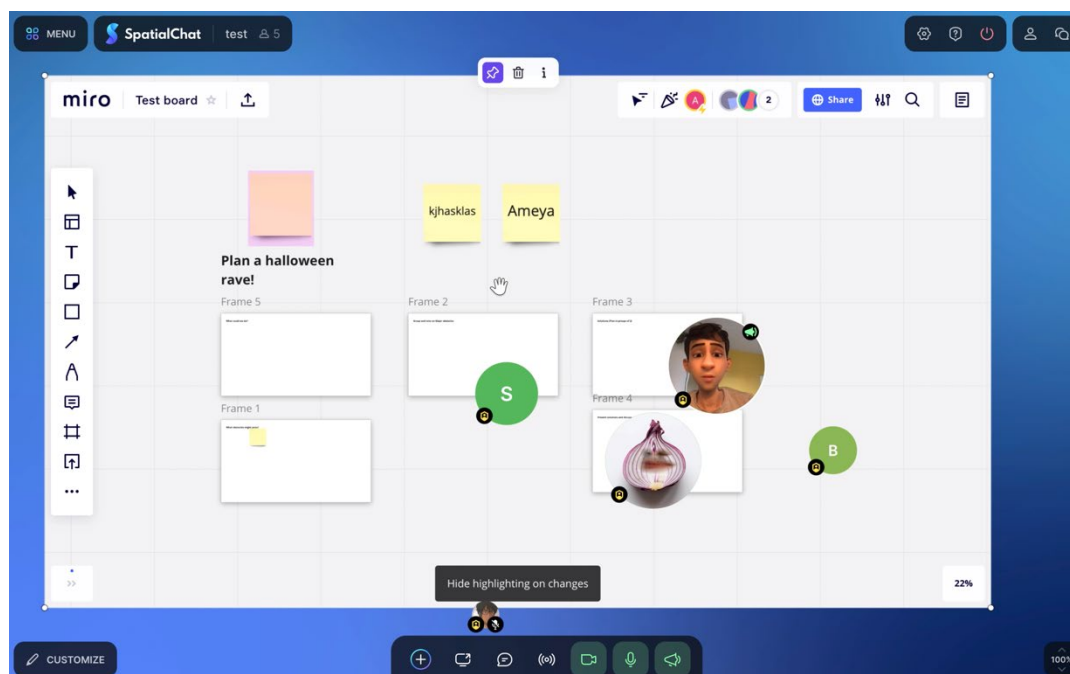 MENU
SpatialChat
test
5
miro
Test board
A
2
Share
kjhasklas
Ameya
Plan a halloween
rave!
Frame 5
Frame 2
Frame 3
S
Frame 4
Frame 1
B
Hide highlighting on changes
22%
CUSTOMIZE
100%